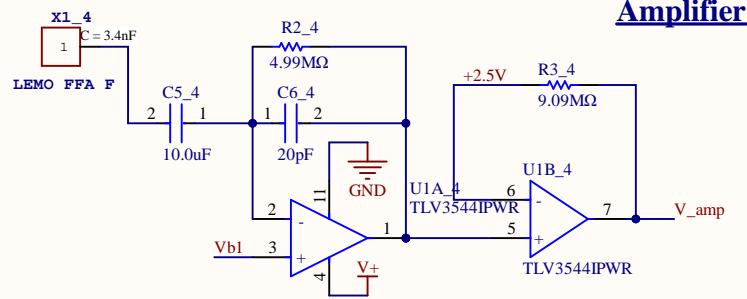 Amplifier
X1_4
1
C = 3.4nF
LEMO FFA F
R2_4
4.99MΩ
C5_4
2 1
10.0uF
C6_4
1 2
20pF
+2.5V
R3_4
9.09MΩ
11
GND
U1A_4
TLV3544IPWR
2
-
3
+
1
Vb1
4
V+
U1B_4
6
-
5
+
7
V_amp
TLV3544IPWR